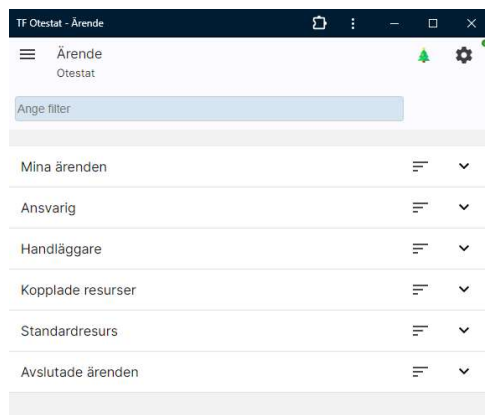 TF Otestat - Ärende
Ärende
Otestat
Ange filter
Mina ärenden
Ansvarig
Handläggare
Kopplade resurser
Standardresurs
Avslutade ärenden